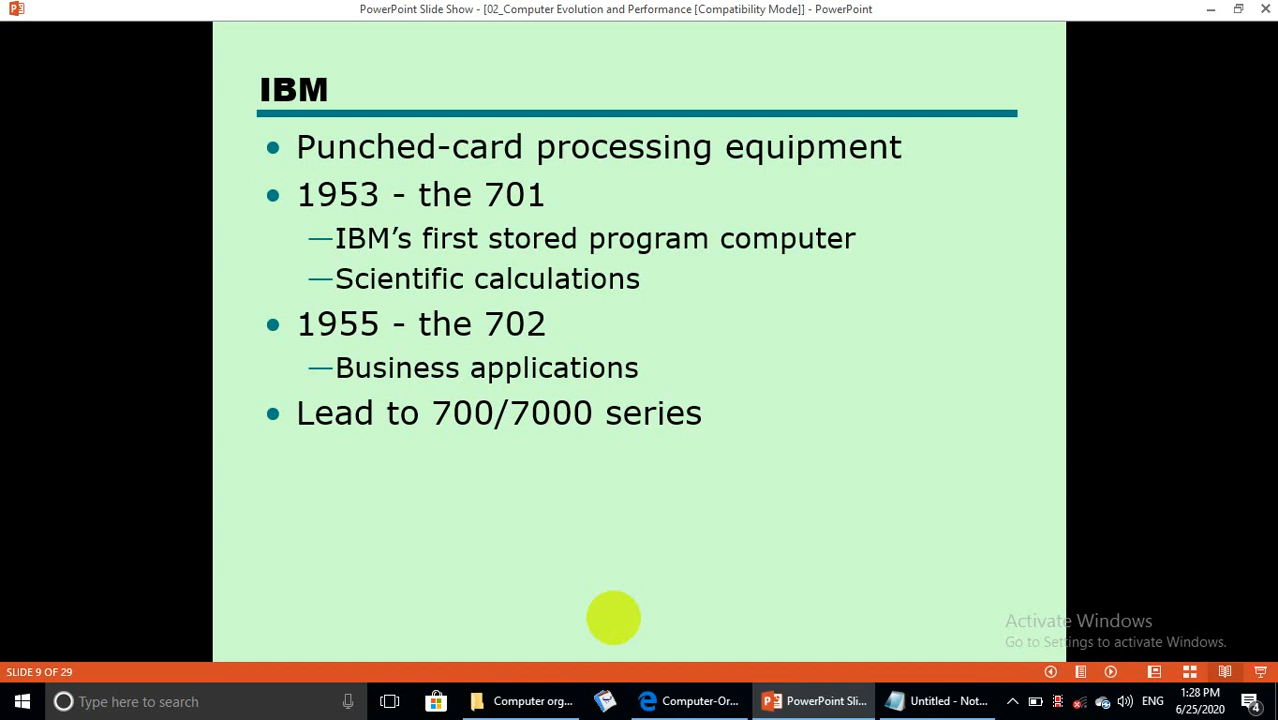 PowerPoint Slide Show - [02_Computer Evolution and Performance [Compatibility Mode]] - PowerPoint
IBM
• Punched-card processing equipment
• 1953 - the 701
—IBM’s first stored program computer
—Scientific calculations
• 1955 - the 702
—Business applications
• Lead to 700/7000 series
Activate Windows
Go to Settings to activate Windows.
SLIDE 9 OF 29
Type here to search
Computer org...
Computer-Or...
PowerPoint Sli...
Untitled - Not...
ENG
1:28 PM
6/25/2020
4